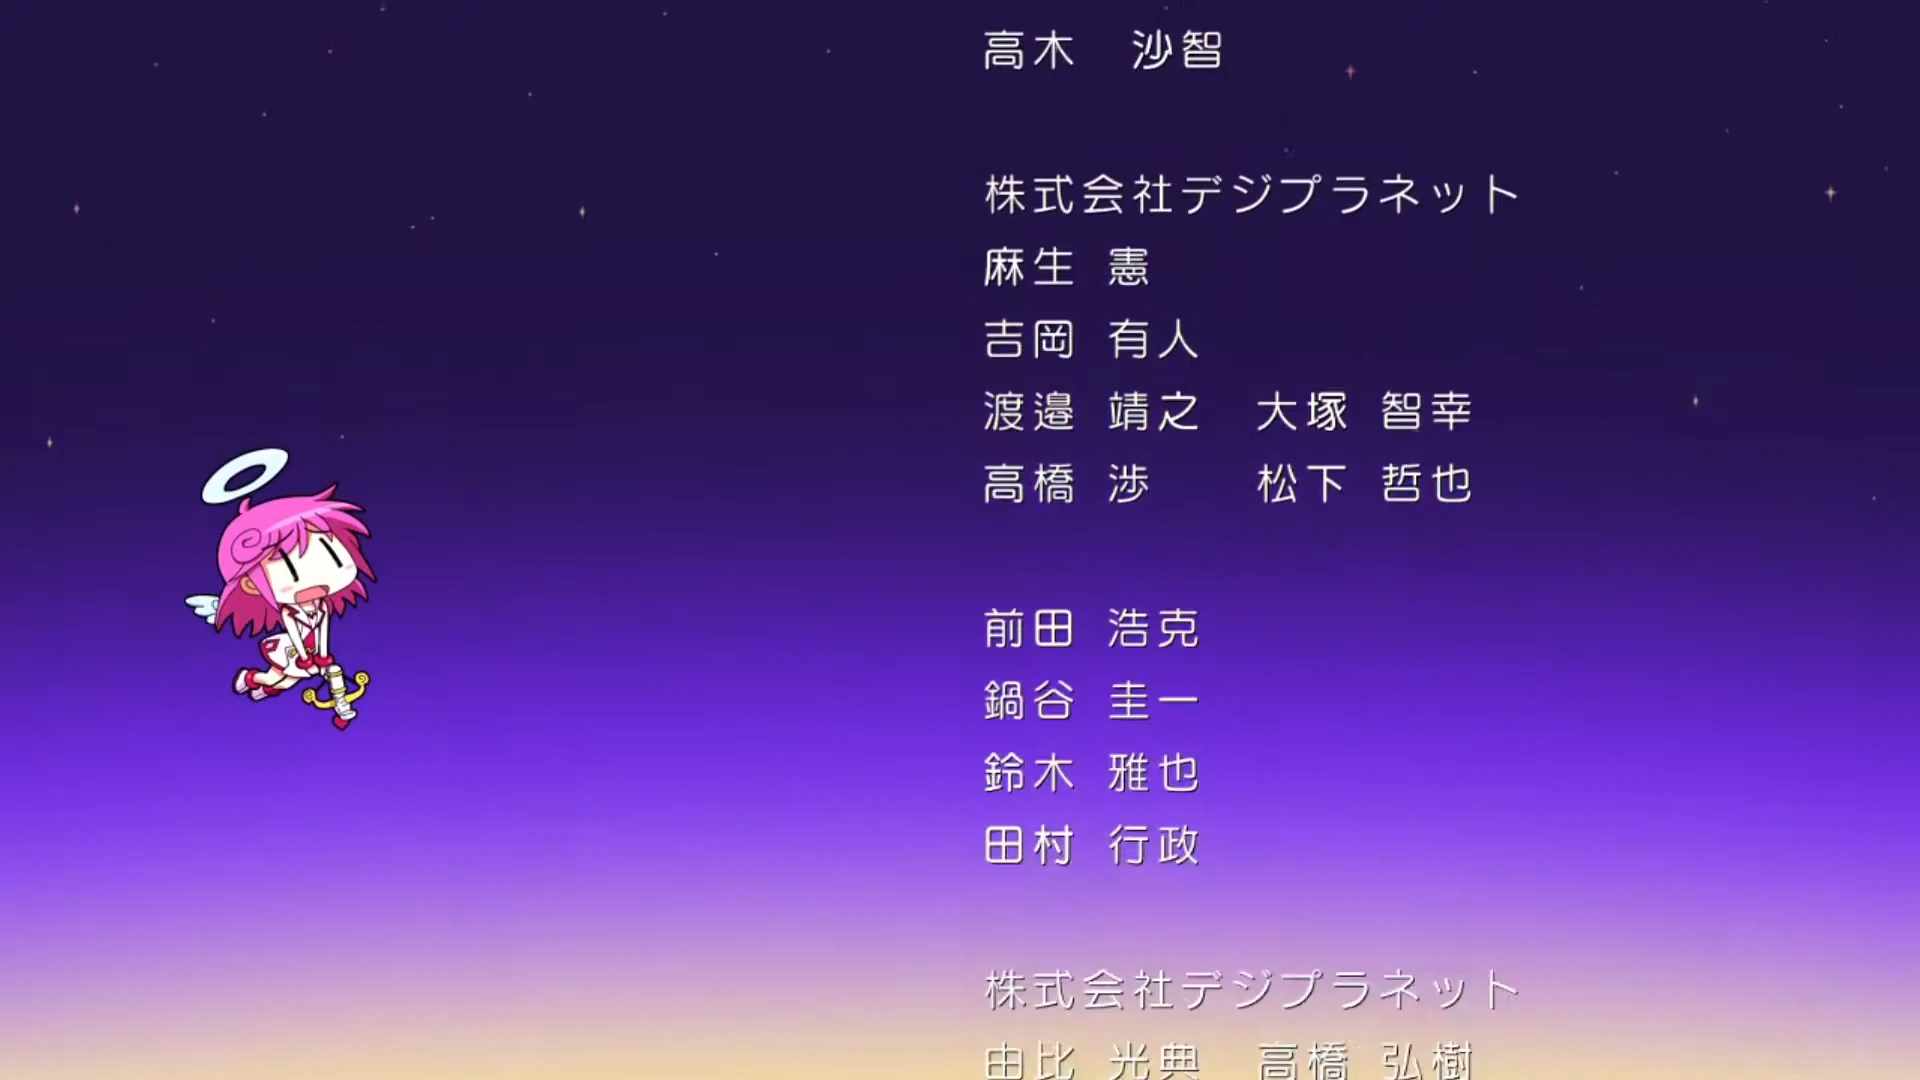 高木　沙智
株式会社デジプラネット
麻生 憲
吉岡 有人
渡邉 靖之　大塚 智幸
高橋 渉　　松下 哲也
前田 浩克
鍋谷 圭一
鈴木 雅也
田村 行政
株式会社デジプラネット
由比 光典　高橋 弘樹